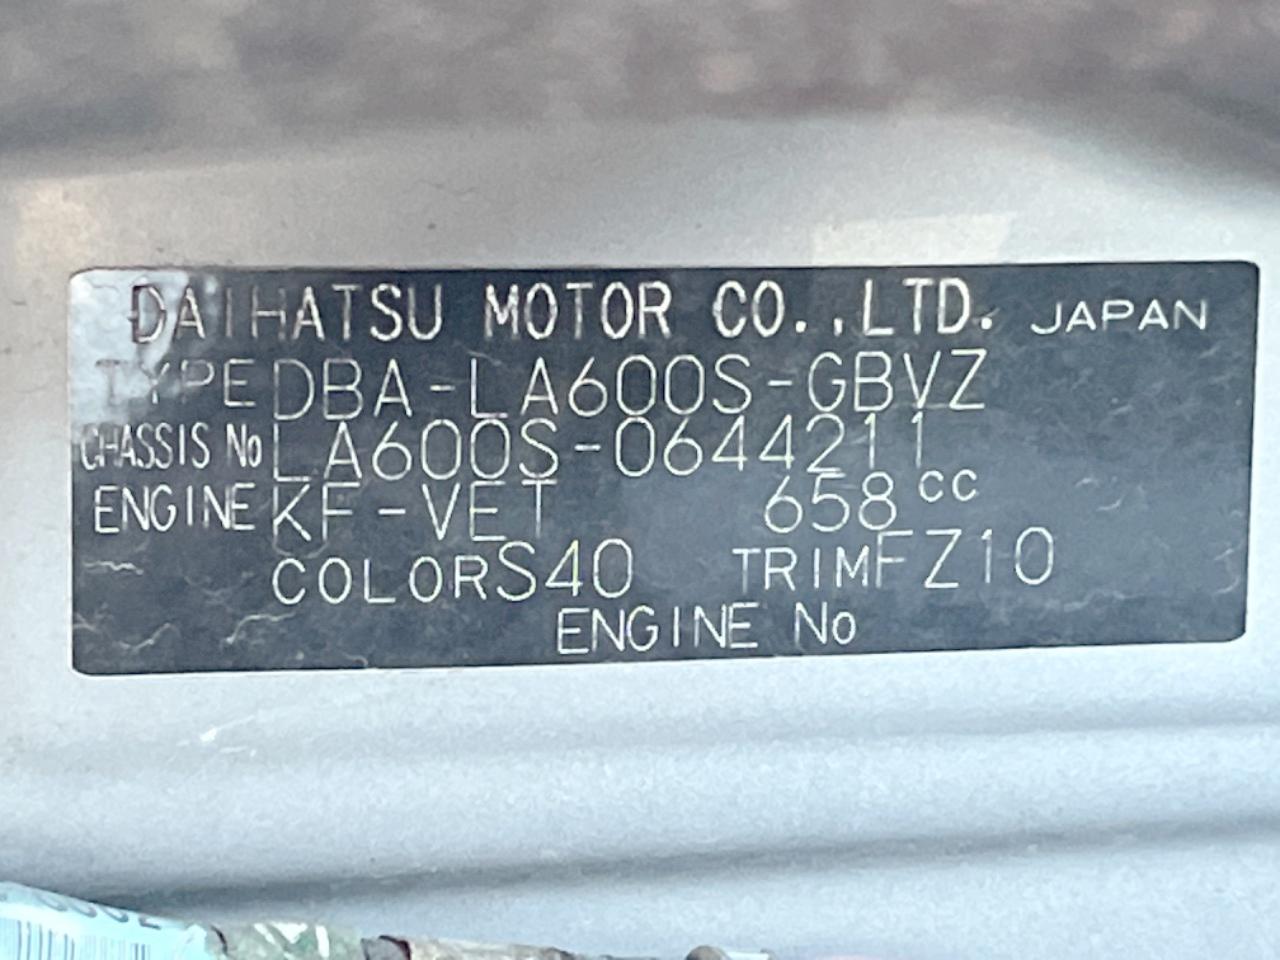 DAIHATSU MOTOR CO.,LTD. JAPAN
TYPE DBA-LA600S-GBVZ
CHASSIS No LA600S-0644211
ENGINE KF-VET 658 cc
COLOR S40 TRIM FZ10
ENGINE No